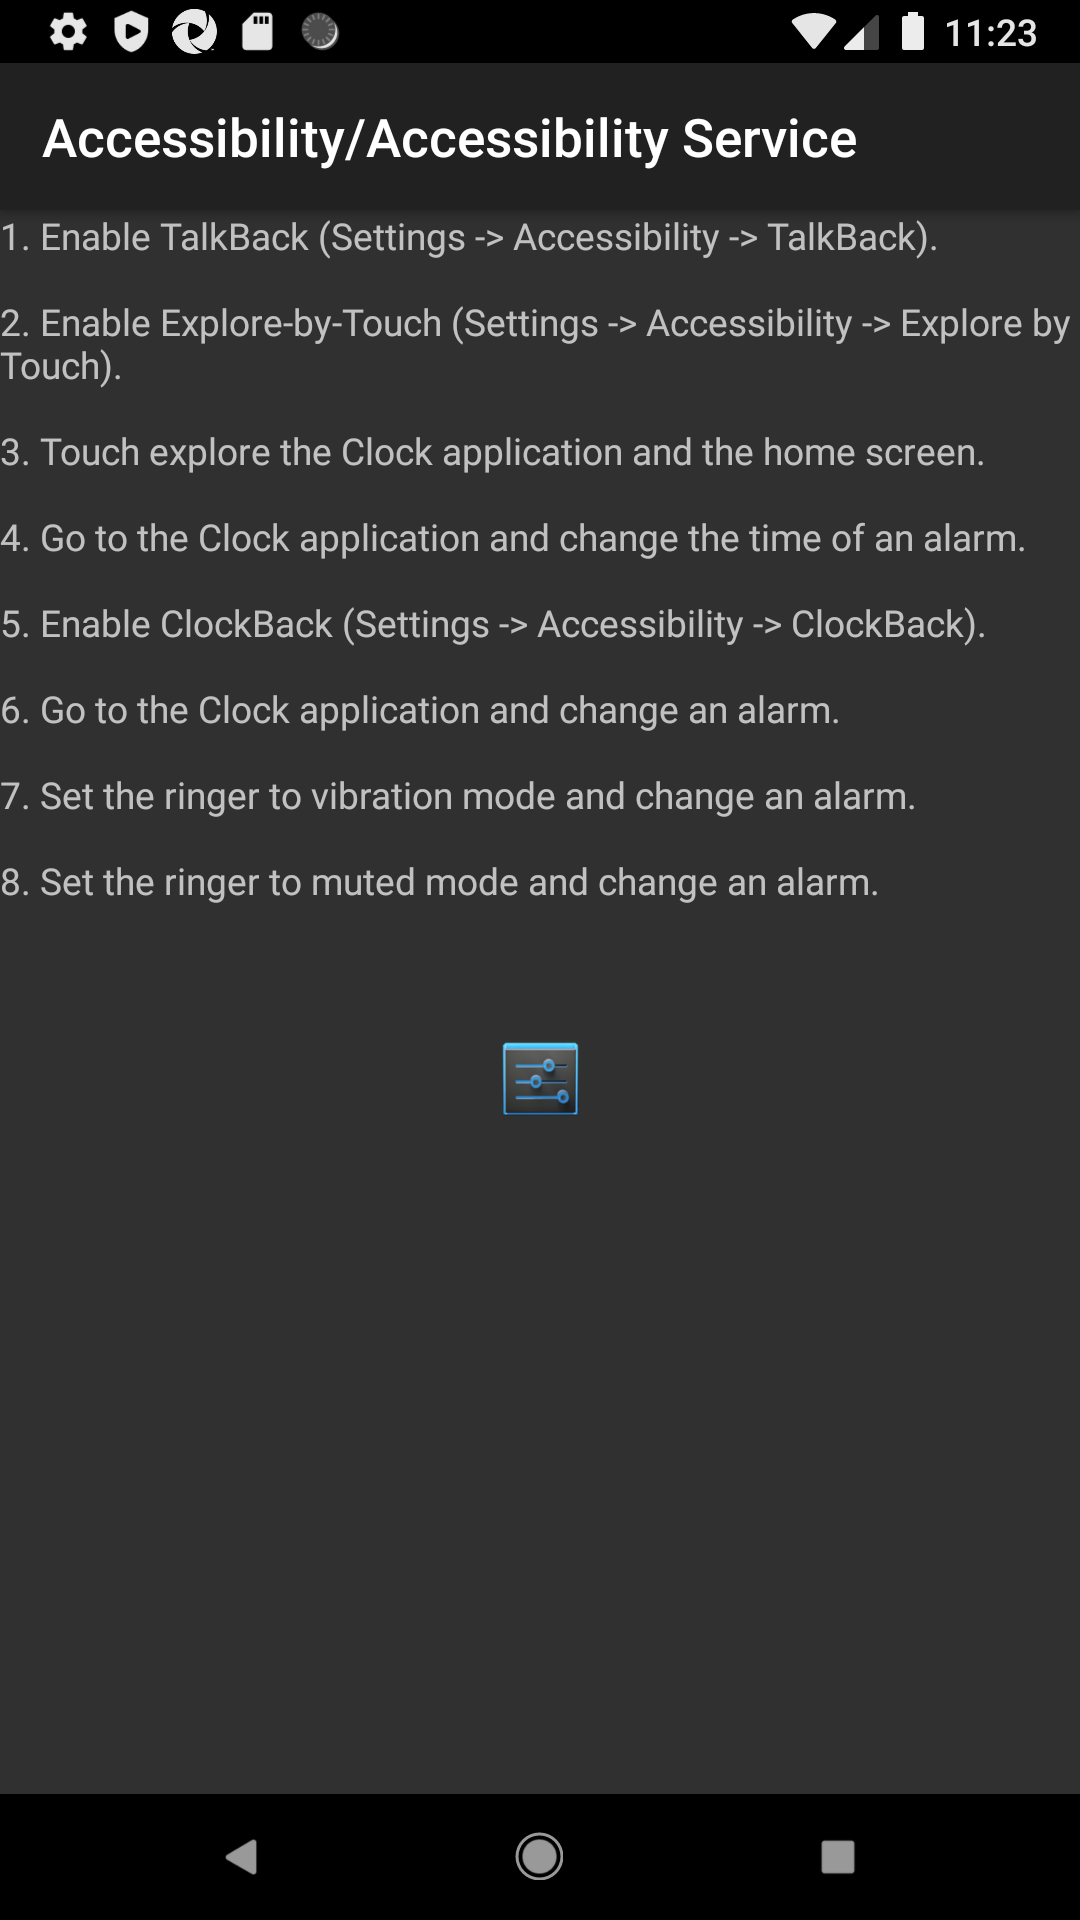 11:23
Accessibility/Accessibility Service
1. Enable TalkBack (Settings -> Accessibility -> TalkBack).
2. Enable Explore-by-Touch (Settings -> Accessibility -> Explore by
Touch).
3. Touch explore the Clock application and the home screen.
4. Go to the Clock application and change the time of an alarm.
5. Enable ClockBack (Settings -> Accessibility -> ClockBack).
6. Go to the Clock application and change an alarm.
7. Set the ringer to vibration mode and change an alarm.
8. Set the ringer to muted mode and change an alarm.